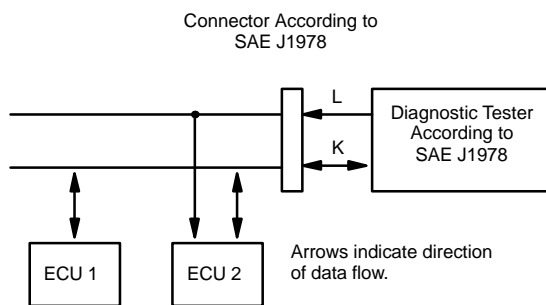 Connector According to
SAE J1978
L
K
Diagnostic Tester
According to
SAE J1978
ECU 1
ECU 2
Arrows indicate direction
of data flow.